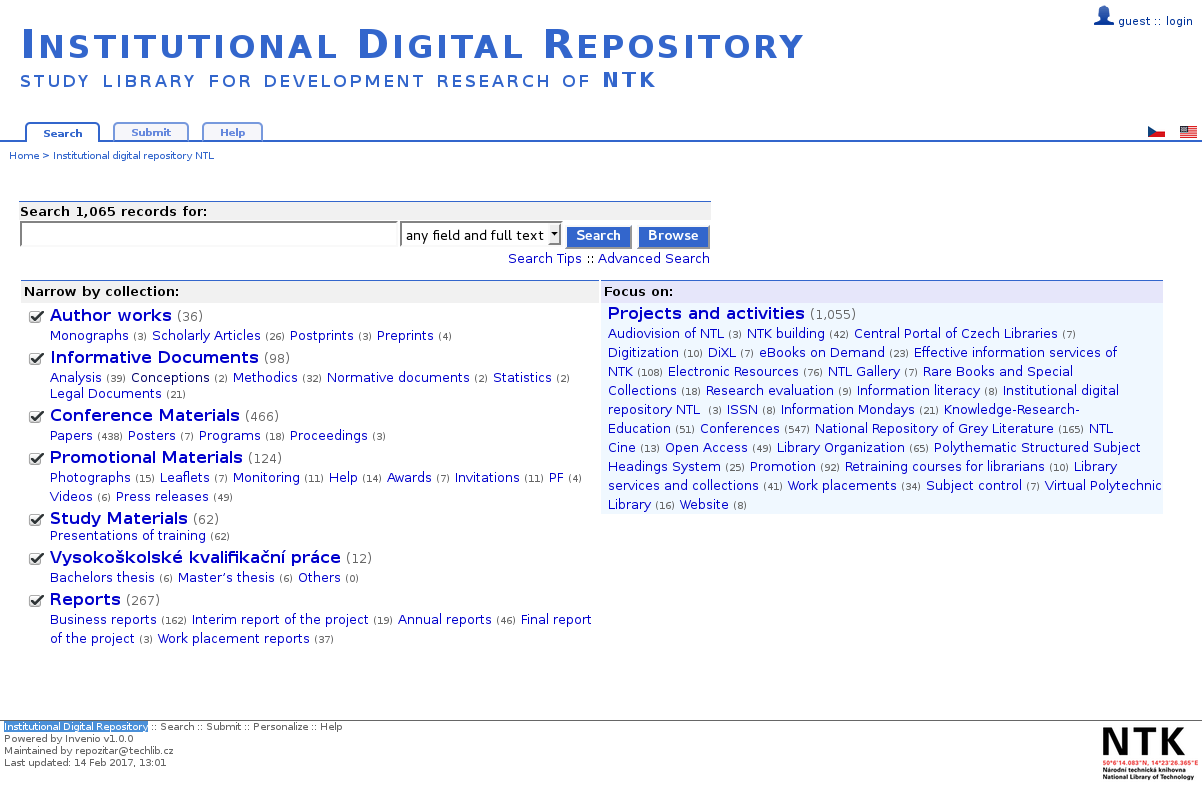 guest :: login
INSTITUTIONAL DIGITAL REPOSITORY
STUDY LIBRARY FOR DEVELOPMENT RESEARCH OF NTK
Search Submit Help
Home > Institutional digital repository NTL
Search 1,065 records for:
any field and full text Search Browse
Search Tips :: Advanced Search
Narrow by collection:
Author works (36)
Monographs (3) Scholarly Articles (26) Postprints (3) Preprints (4)
Informative Documents (98)
Analysis (39) Conceptions (2) Methodics (32) Normative documents (2) Statistics (2)
Legal Documents (21)
Conference Materials (466)
Papers (438) Posters (7) Programs (18) Proceedings (3)
Promotional Materials (124)
Photographs (15) Leaflets (7) Monitoring (11) Help (14) Awards (7) Invitations (11) PF (4)
Videos (6) Press releases (49)
Study Materials (62)
Presentations of training (62)
Vysokoškolské kvalifikační práce (12)
Bachelors thesis (6) Master's thesis (6) Others (0)
Reports (267)
Business reports (162) Interim report of the project (19) Annual reports (46) Final report
of the project (3) Work placement reports (37)
Focus on:
Projects and activities (1,055)
Audiovision of NTL (3) NTK building (42) Central Portal of Czech Libraries (7)
Digitization (10) DiXL (7) eBooks on Demand (23) Effective information services of
NTK (108) Electronic Resources (76) NTL Gallery (7) Rare Books and Special
Collections (18) Research evaluation (9) Information literacy (8) Institutional digital
repository NTL (3) ISSN (8) Information Mondays (21) Knowledge-Research-
Education (51) Conferences (547) National Repository of Grey Literature (165) NTL
Cine (13) Open Access (49) Library Organization (65) Polythematic Structured Subject
Headings System (25) Promotion (92) Retraining courses for librarians (10) Library
services and collections (41) Work placements (34) Subject control (7) Virtual Polytechnic
Library (16) Website (8)
Institutional Digital Repository :: Search :: Submit :: Personalize :: Help
Powered by Invenio v1.0.0
Maintained by repozitar@techlib.cz
Last updated: 14 Feb 2017, 13:01
NTK
50°6'14.083"N, 14°23'26.365"E
Národní technická knihovna
National Library of Technology